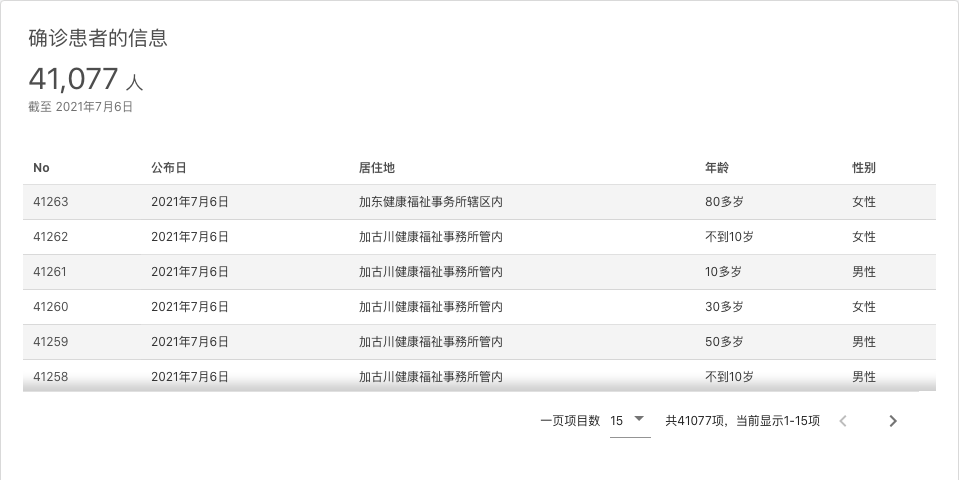 确诊患者的信息
41,077 人
截至 2021年7月6日
No 公布日 居住地 年龄 性别
41263 2021年7月6日 加东健康福祉事务所辖区内 80多岁 女性
41262 2021年7月6日 加古川健康福祉事務所管内 不到10岁 女性
41261 2021年7月6日 加古川健康福祉事務所管内 10多岁 男性
41260 2021年7月6日 加古川健康福祉事務所管内 30多岁 女性
41259 2021年7月6日 加古川健康福祉事務所管内 50多岁 男性
41258 2021年7月6日 加古川健康福祉事務所管内 不到10岁 男性
一页项目数 15 共41077项，当前显示1-15项